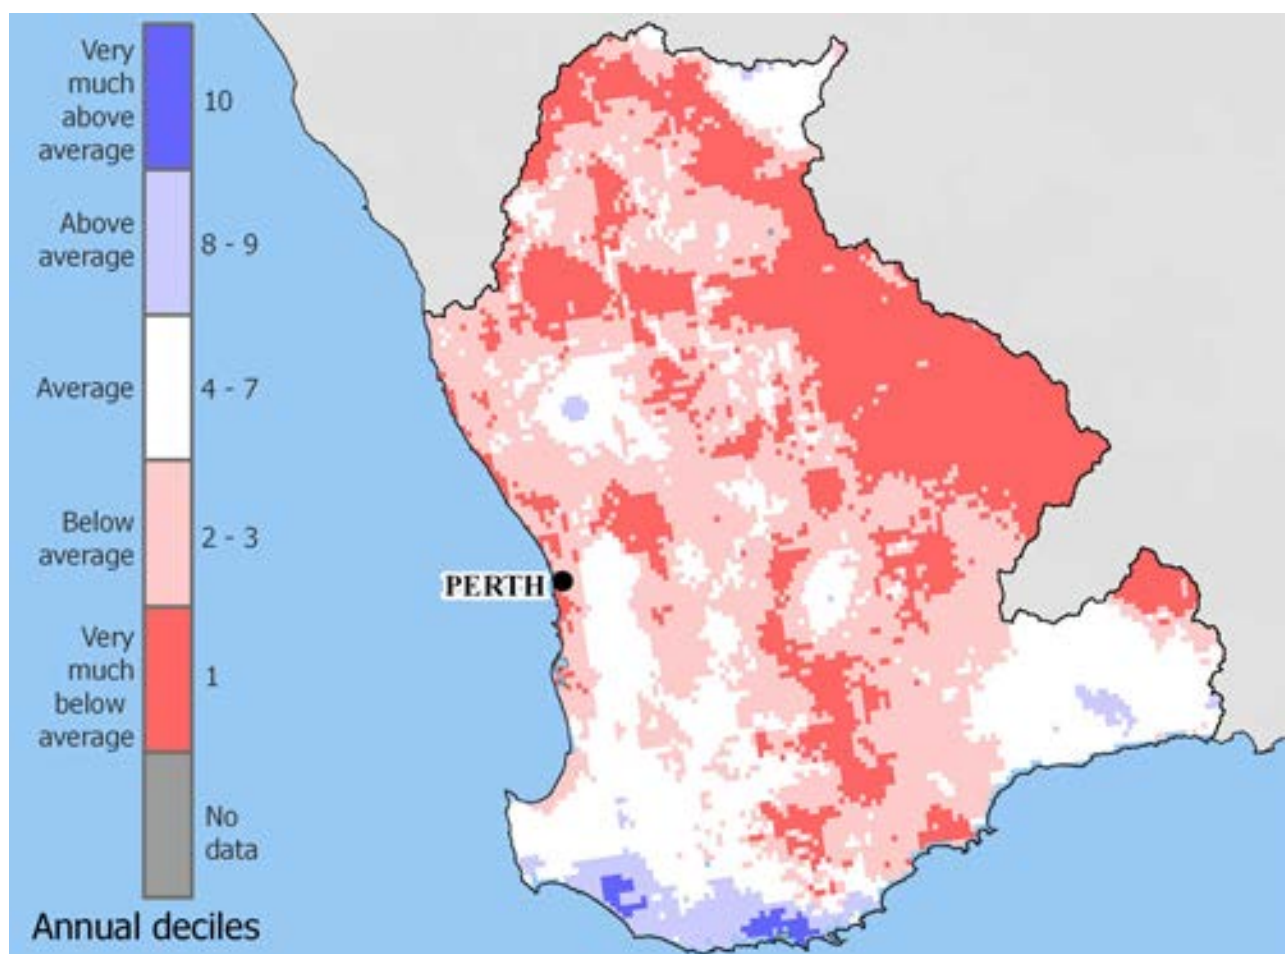 Very
much
above
average
10
Above
average
8 - 9
Average
4 - 7
Below
average
2 - 3
Very
much
below
average
1
No
data
Annual deciles
PERTH